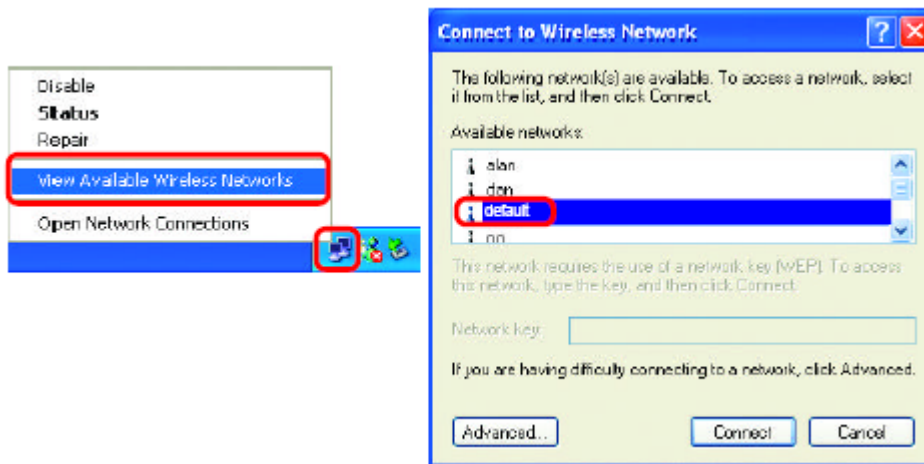 Disable
Status
Repair
View Available Wireless Networks
Open Network Connections
Connect to Wireless Network
The following network(s) are available. To access a network, select
it from the list, and then click Connect.
Available networks:
alan
dan
default
This network requires the use of a network key (WEP). To access
this network, type the key, and then click Connect.
Network key:
If you are having difficulty connecting to a network, click Advanced.
Advanced...
Connect
Cancel